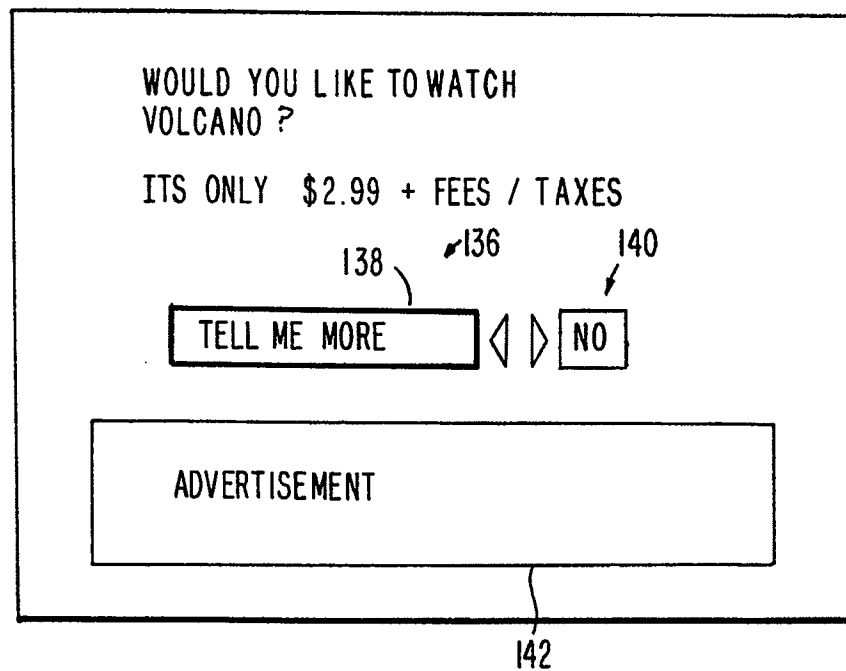 WOULD YOU LIKE TO WATCH
VOLCANO ?
ITS ONLY $2.99 + FEES / TAXES
138 136 140
TELL ME MORE NO
ADVERTISEMENT
142